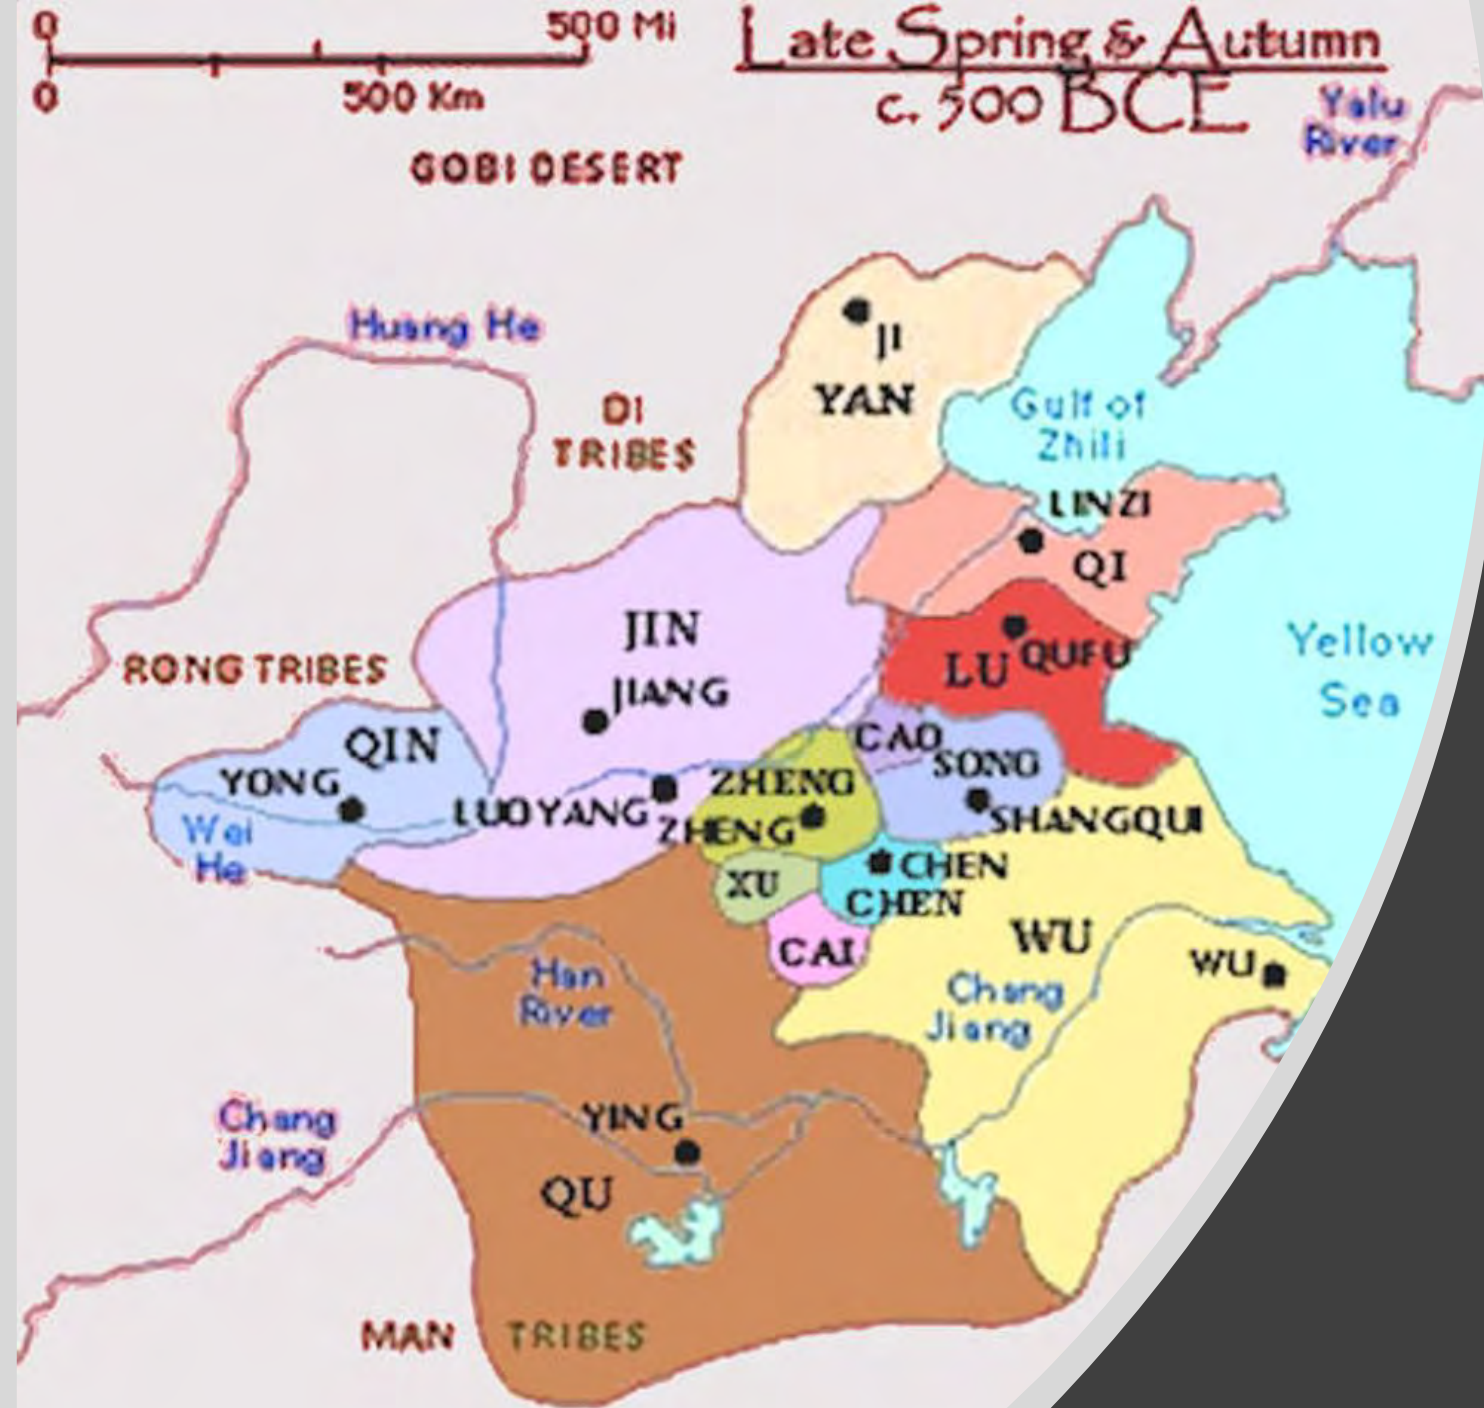 0 500 Mi
0 500 Km
Late Spring & Autumn
c. 500 BCE
Yalu
River
GOBI DESERT
Huang He
DI
TRIBES
JI
YAN
Gulf of
Zhili
LINZI
QI
JIN
JIANG
LU
QUFU
Yellow
Sea
RONG TRIBES
QIN
YONG
Wei
He
LUOYANG
ZHENG
ZHENG
CAO
SONG
SHANGQUI
XU
CHEN
CHEN
CAI
WU
WU
Chang
Jiang
Han
River
Chang
Jiang
YING
QU
MAN TRIBES